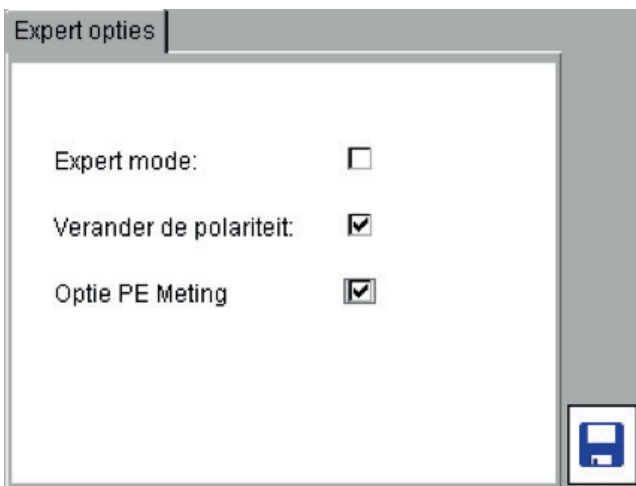 Expert opties
Expert mode:
Verander de polariteit:
Optie PE Meting